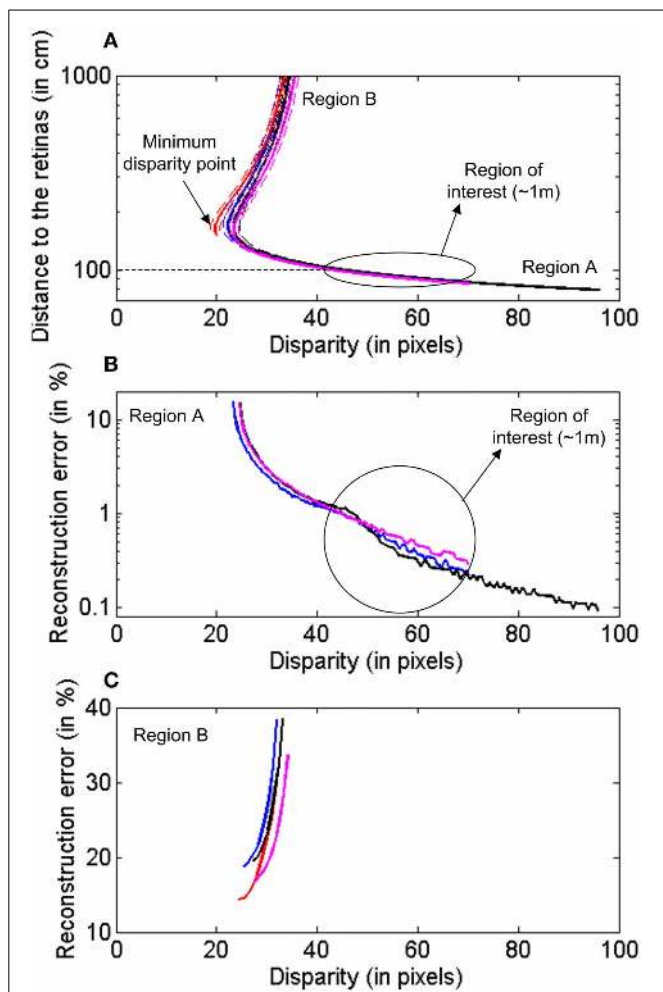 A
Distance to the retinas (in cm)
1000
100
Region B
Minimum
disparity point
Region of
interest (~1m)
Region A
0 20 40 60 80 100
Disparity (in pixels)
B
Reconstruction error (in %)
10
1
0.1
Region A
Region of
interest (~1m)
0 20 40 60 80 100
Disparity (in pixels)
C
Reconstruction error (in %)
40
30
20
10
Region B
0 20 40 60 80 100
Disparity (in pixels)